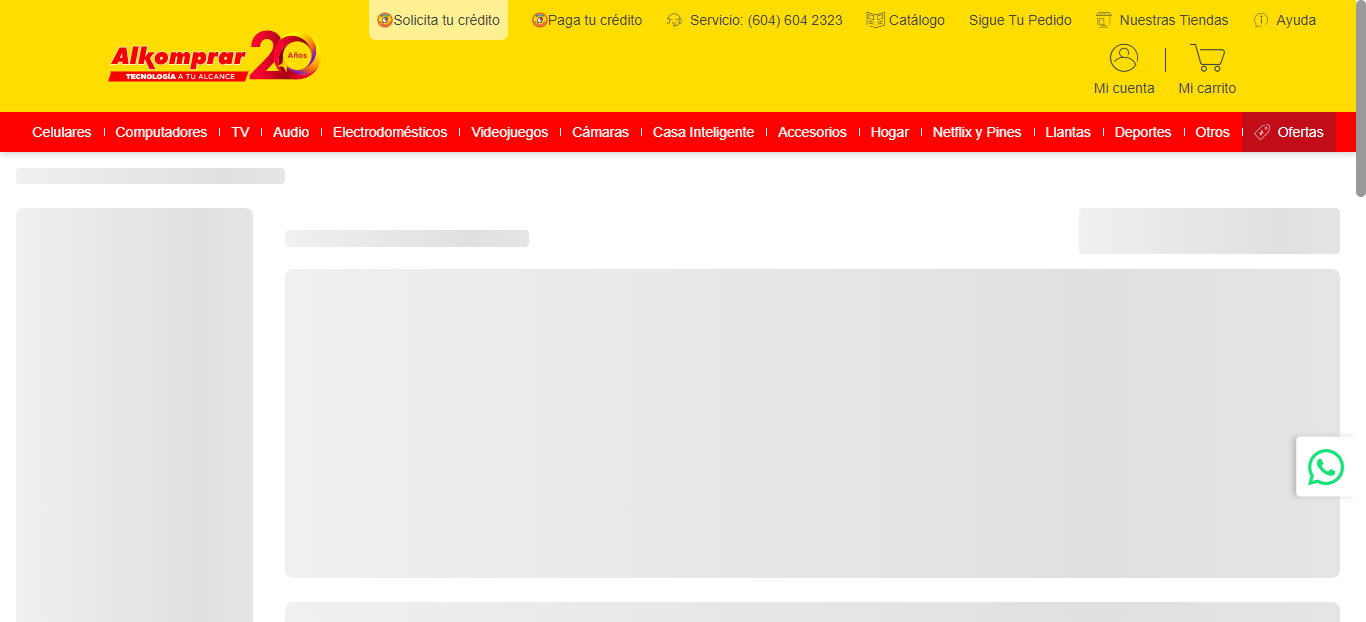 Solicita tu crédito
Paga tu crédito
Servicio: (604) 604 2323
Catálogo
Sigue Tu Pedido
Nuestras Tiendas
Ayuda
Alkomprar 20 Años
TECNOLOGÍA A TU ALCANCE
Mi cuenta
Mi carrito
Celulares
Computadores
TV
Audio
Electrodomésticos
Videojuegos
Cámaras
Casa Inteligente
Accesorios
Hogar
Netflix y Pines
Llantas
Deportes
Otros
Ofertas